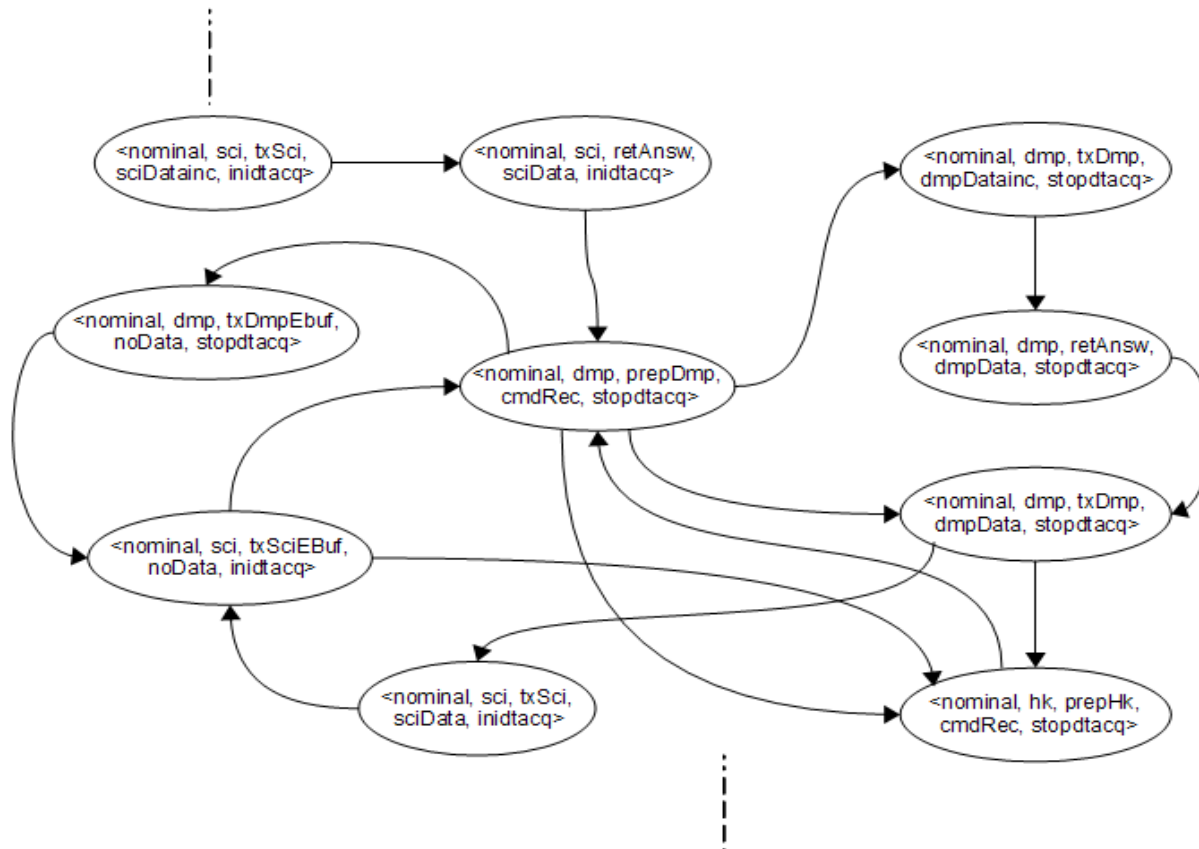 <nominal, sci, txSci,
sciDatainc, inidtacq>
<nominal, sci, retAnsw,
sciData, inidtacq>
<nominal, dmp, txDmp,
dmpDatainc, stopdtacq>
<nominal, dmp, txDmpEbuf,
noData, stopdtacq>
<nominal, dmp, retAnsw,
dmpData, stopdtacq>
<nominal, dmp, prepDmp,
cmdRec, stopdtacq>
<nominal, dmp, txDmp,
dmpData, stopdtacq>
<nominal, sci, txSciEBuf,
noData, inidtacq>
<nominal, sci, txSci,
sciData, inidtacq>
<nominal, hk, prepHk,
cmdRec, stopdtacq>